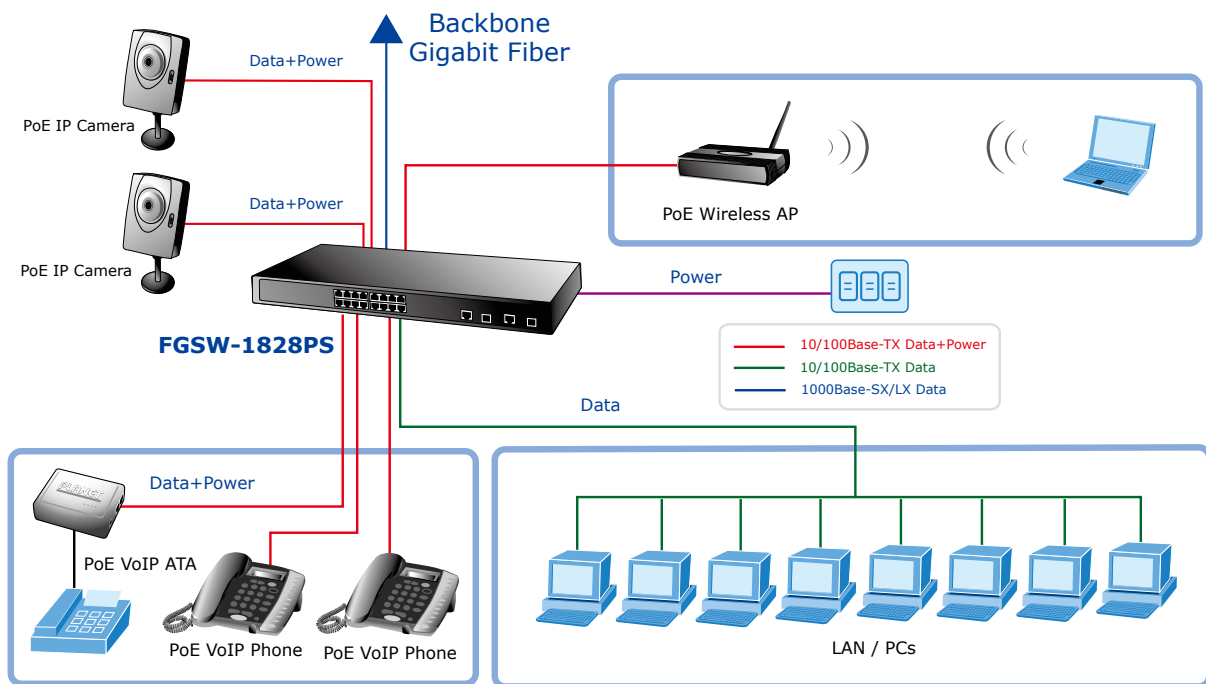 Backbone
Gigabit Fiber
Data+Power
PoE IP Camera
Data+Power
PoE IP Camera
PoE Wireless AP
Power
FGSW-1828PS
10/100Base-TX Data+Power
10/100Base-TX Data
1000Base-SX/LX Data
Data
PLANET
Data+Power
PoE VoIP ATA
PoE VoIP Phone
PoE VoIP Phone
LAN / PCs